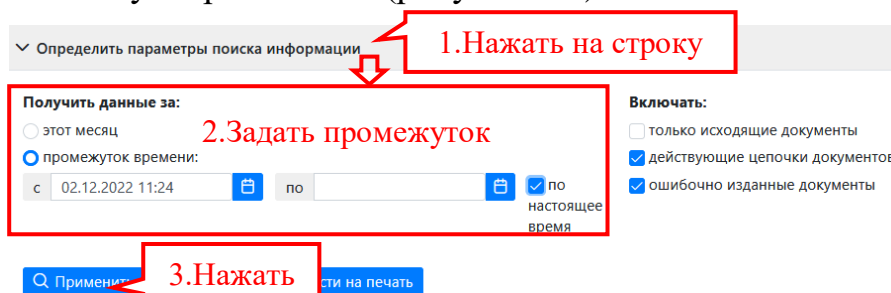 Определить параметры поиска информации
1.Нажать на строку
Получить данные за:
этот месяц
2.Задать промежуток
промежуток времени:
с 02.12.2022 11:24 по
по
настоящее
время
Включать:
только исходящие документы
действующие цепочки документов
ошибочно изданные документы
3.Нажать
на печать